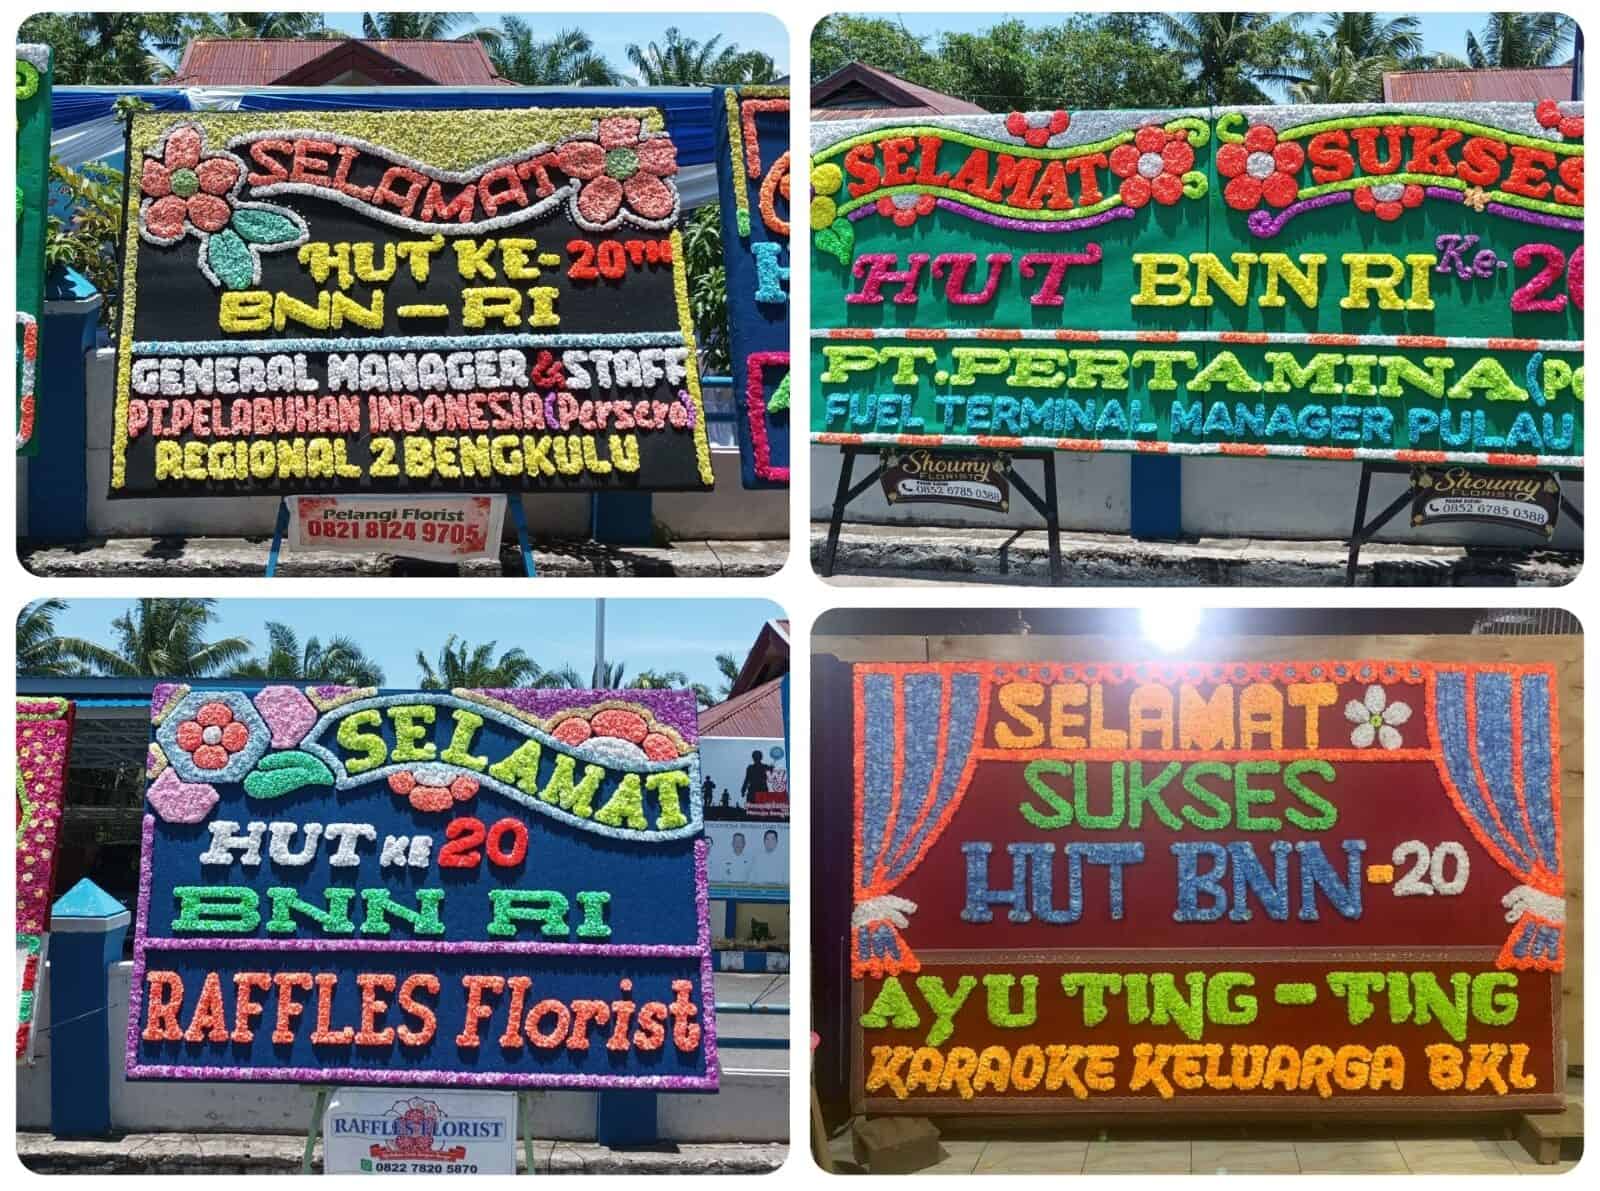 SELAMAT
HUT KE-20TH
BNN-RI
GENERAL MANAGER & STAFF
PT.PELABUHAN INDONESIA(Persero)
REGIONAL 2 BENGKULU
Pelangi Florist
0821 8124 9705
SELAMAT SUKSES
HUT BNN RI Ke-20
PT.PERTAMINA
FUEL TERMINAL MANAGER PULAU
Shoumy
FLORIST
0852 6785 0388
Shoumy
FLORIST
0852 6785 0388
SELAMAT
HUT KE 20
BNN RI
RAFFLES Florist
RAFFLES FLORIST
0822 7820 5870
SELAMAT
SUKSES
HUT BNN-20
AYU TING-TING
KARAOKE KELUARGA BKL